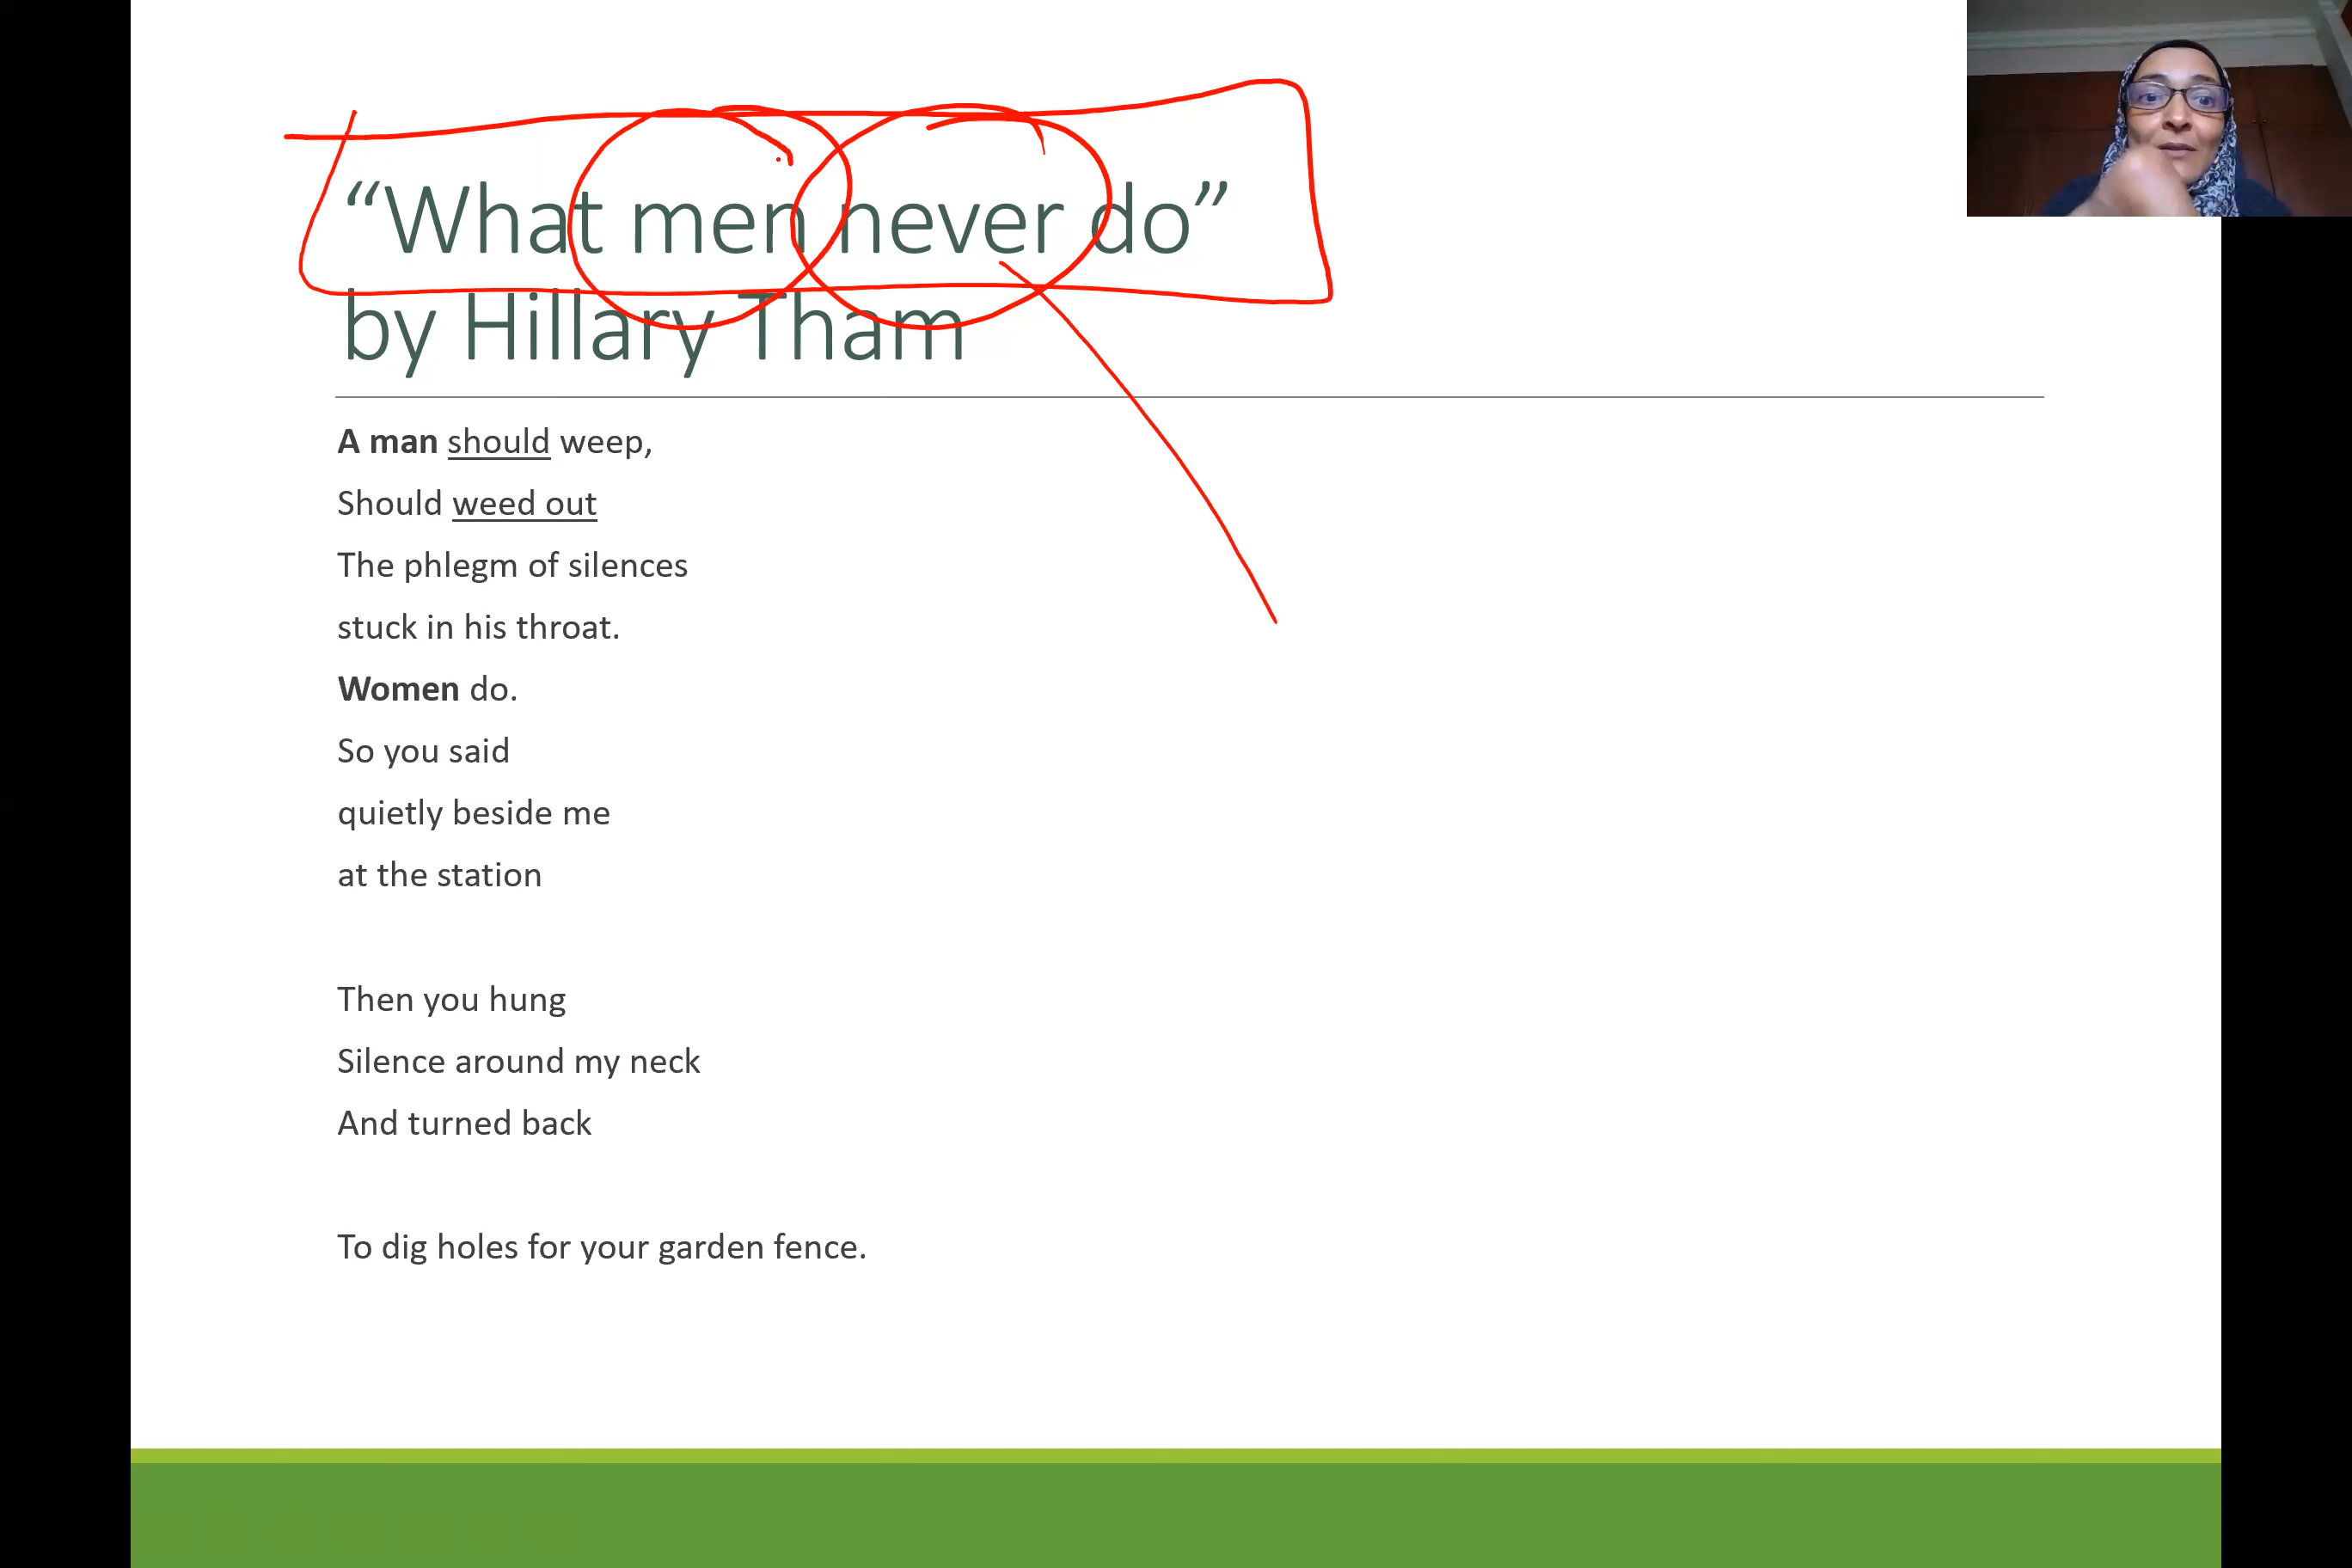 “What men never do”
by Hillary Tham
A man should weep,
Should weed out
The phlegm of silences
stuck in his throat.
Women do.
So you said
quietly beside me
at the station
Then you hung
Silence around my neck
And turned back
To dig holes for your garden fence.